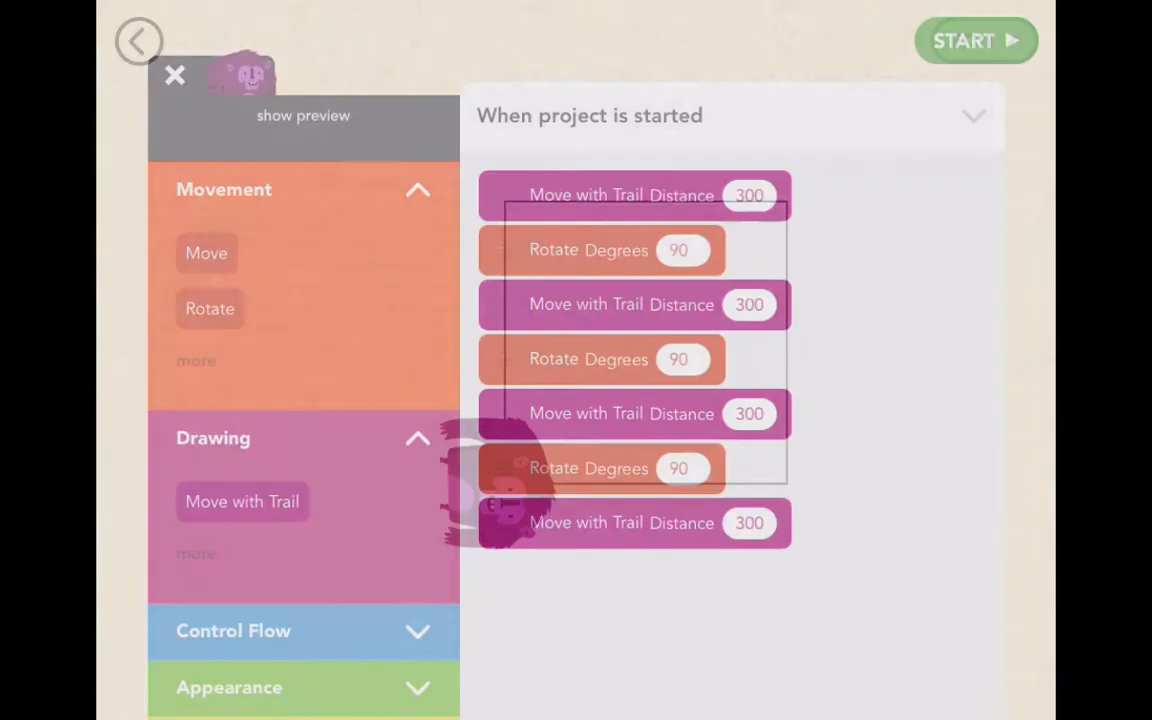 START
show preview
When project is started
Movement
Move
Rotate
more
Drawing
Move with Trail
more
Control Flow
Appearance
Move with Trail Distance 300
Rotate Degrees 90
Move with Trail Distance 300
Rotate Degrees 90
Move with Trail Distance 300
Rotate Degrees 90
Move with Trail Distance 300